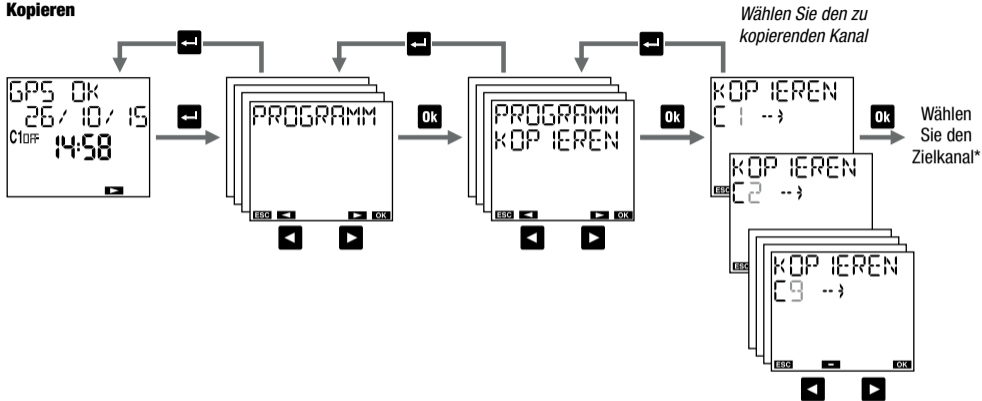 Kopieren
Wählen Sie den zu
kopierenden Kanal
GPS OK
26/10/15
C1OFF
14:58
PROGRAMM
ESC OK
Ok
PROGRAMM
KOPIEREN
ESC OK
Ok
KOPIEREN
C1 --→
ESC
KOPIEREN
C2 --→
ESC
KOPIEREN
C9 --→
ESC - OK
Ok
Wählen
Sie den
Zielkanal*